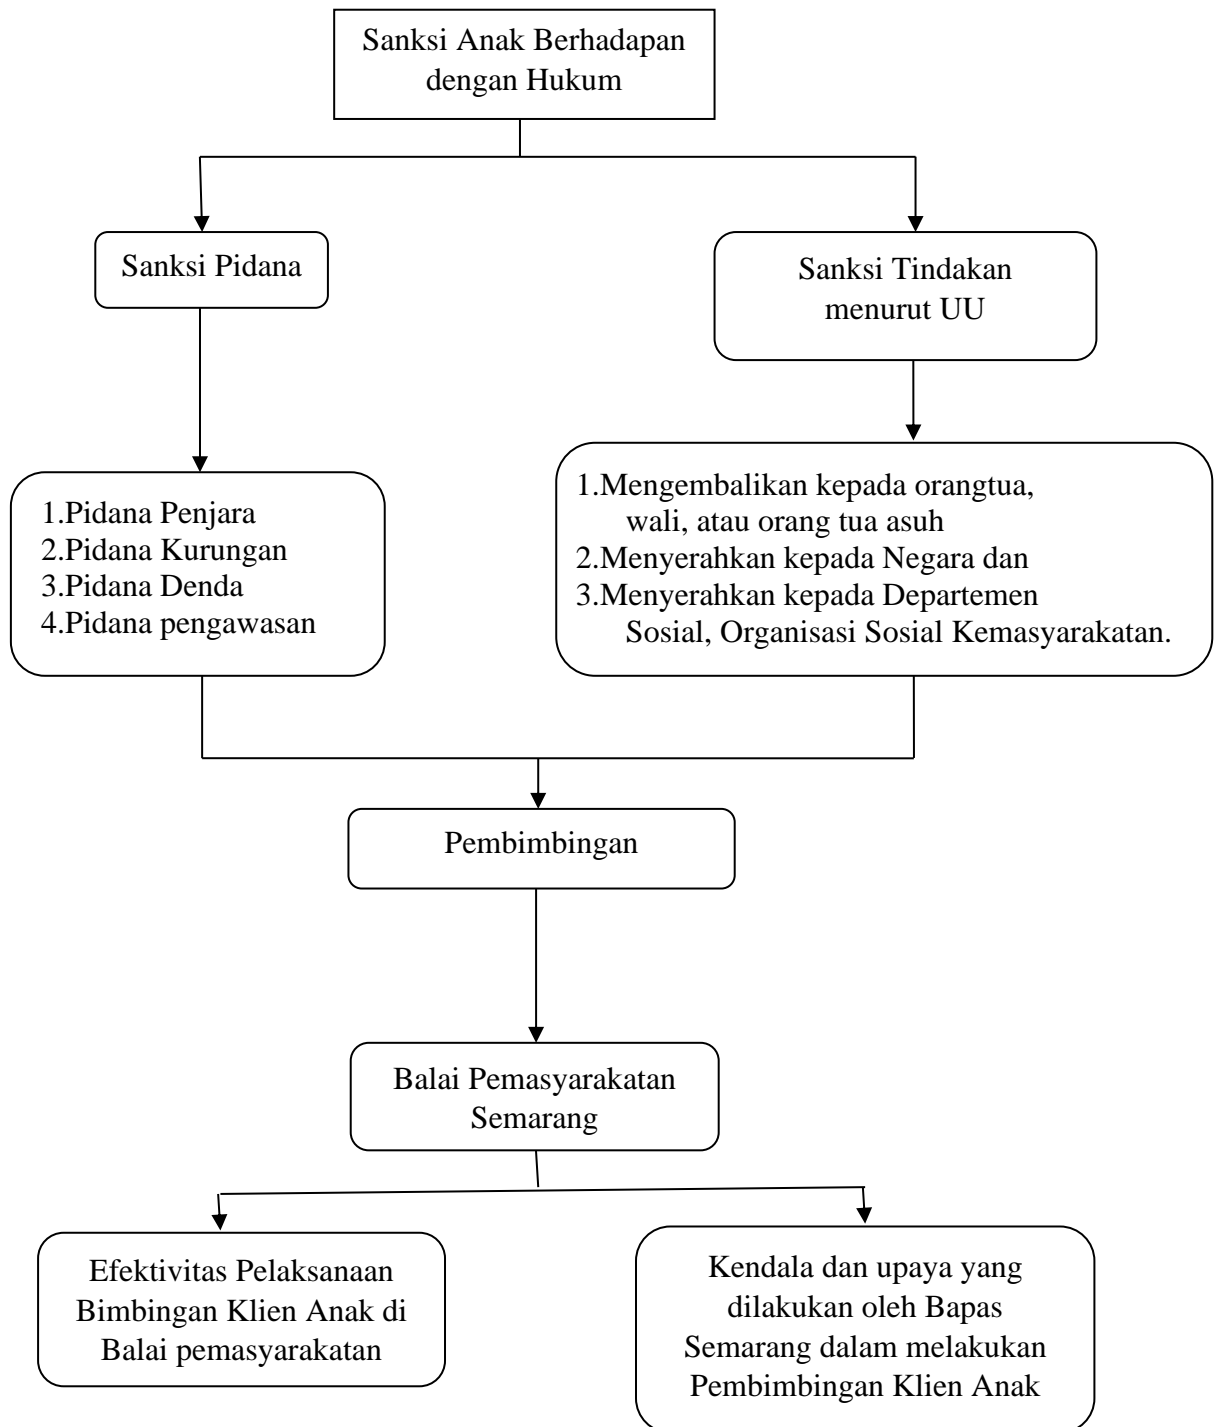 Sanksi Anak Berhadapan
dengan Hukum
Sanksi Pidana
Sanksi Tindakan
menurut UU
1.Pidana Penjara
2.Pidana Kurungan
3.Pidana Denda
4.Pidana pengawasan
1.Mengembalikan kepada orangtua,
wali, atau orang tua asuh
2.Menyerahkan kepada Negara dan
3.Menyerahkan kepada Departemen
Sosial, Organisasi Sosial Kemasyarakatan.
Pembimbingan
Balai Pemasyarakatan
Semarang
Efektivitas Pelaksanaan
Bimbingan Klien Anak di
Balai pemasyarakatan
Kendala dan upaya yang
dilakukan oleh Bapas
Semarang dalam melakukan
Pembimbingan Klien Anak